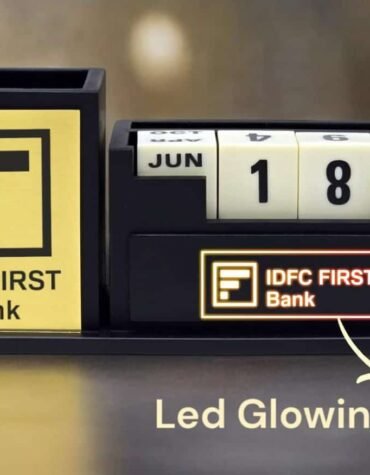 FIRST
nk
JUN
1
8
IDFC FIRST
Bank
Led Glowin